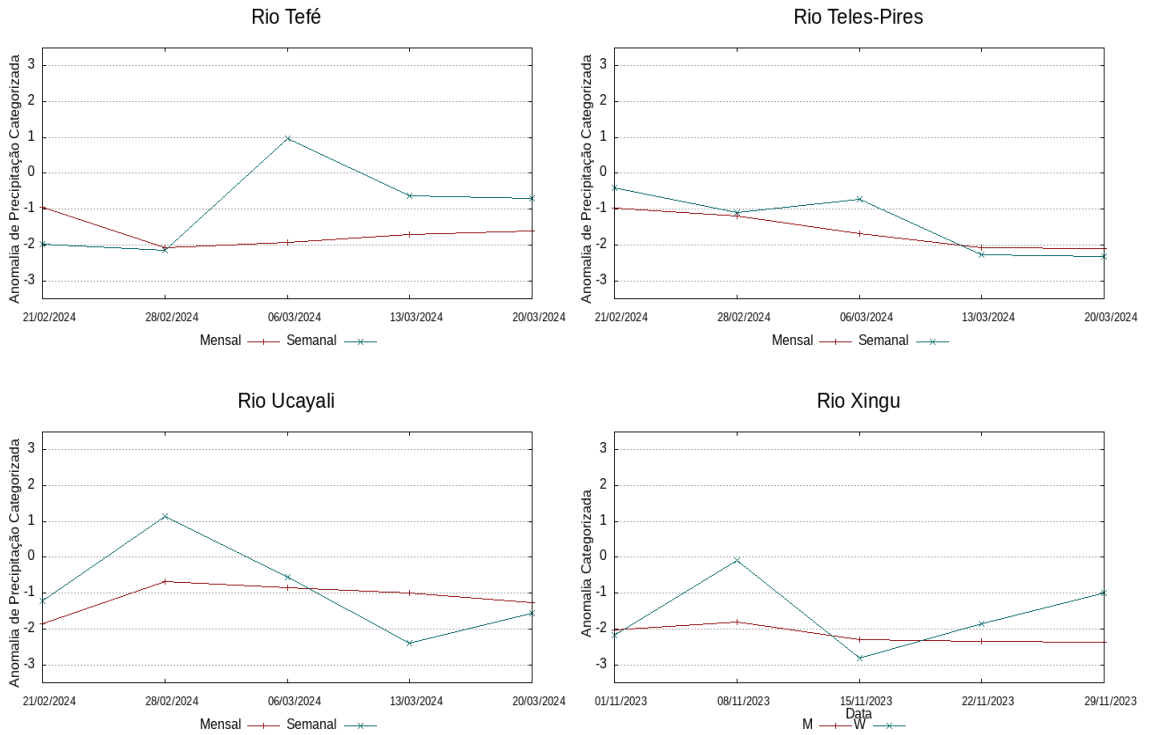 Rio Tefé
Anomalia de Precipitação Categorizada
3
2
1
0
-1
-2
-3
21/02/2024 28/02/2024 06/03/2024 13/03/2024 20/03/2024
Mensal Semanal
Rio Teles-Pires
Anomalia de Precipitação Categorizada
3
2
1
0
-1
-2
-3
21/02/2024 28/02/2024 06/03/2024 13/03/2024 20/03/2024
Mensal Semanal
Rio Ucayali
Anomalia de Precipitação Categorizada
3
2
1
0
-1
-2
-3
21/02/2024 28/02/2024 06/03/2024 13/03/2024 20/03/2024
Mensal Semanal
Rio Xingu
Anomalia Categorizada
3
2
1
0
-1
-2
-3
01/11/2023 08/11/2023 15/11/2023 22/11/2023 29/11/2023
Data
M W